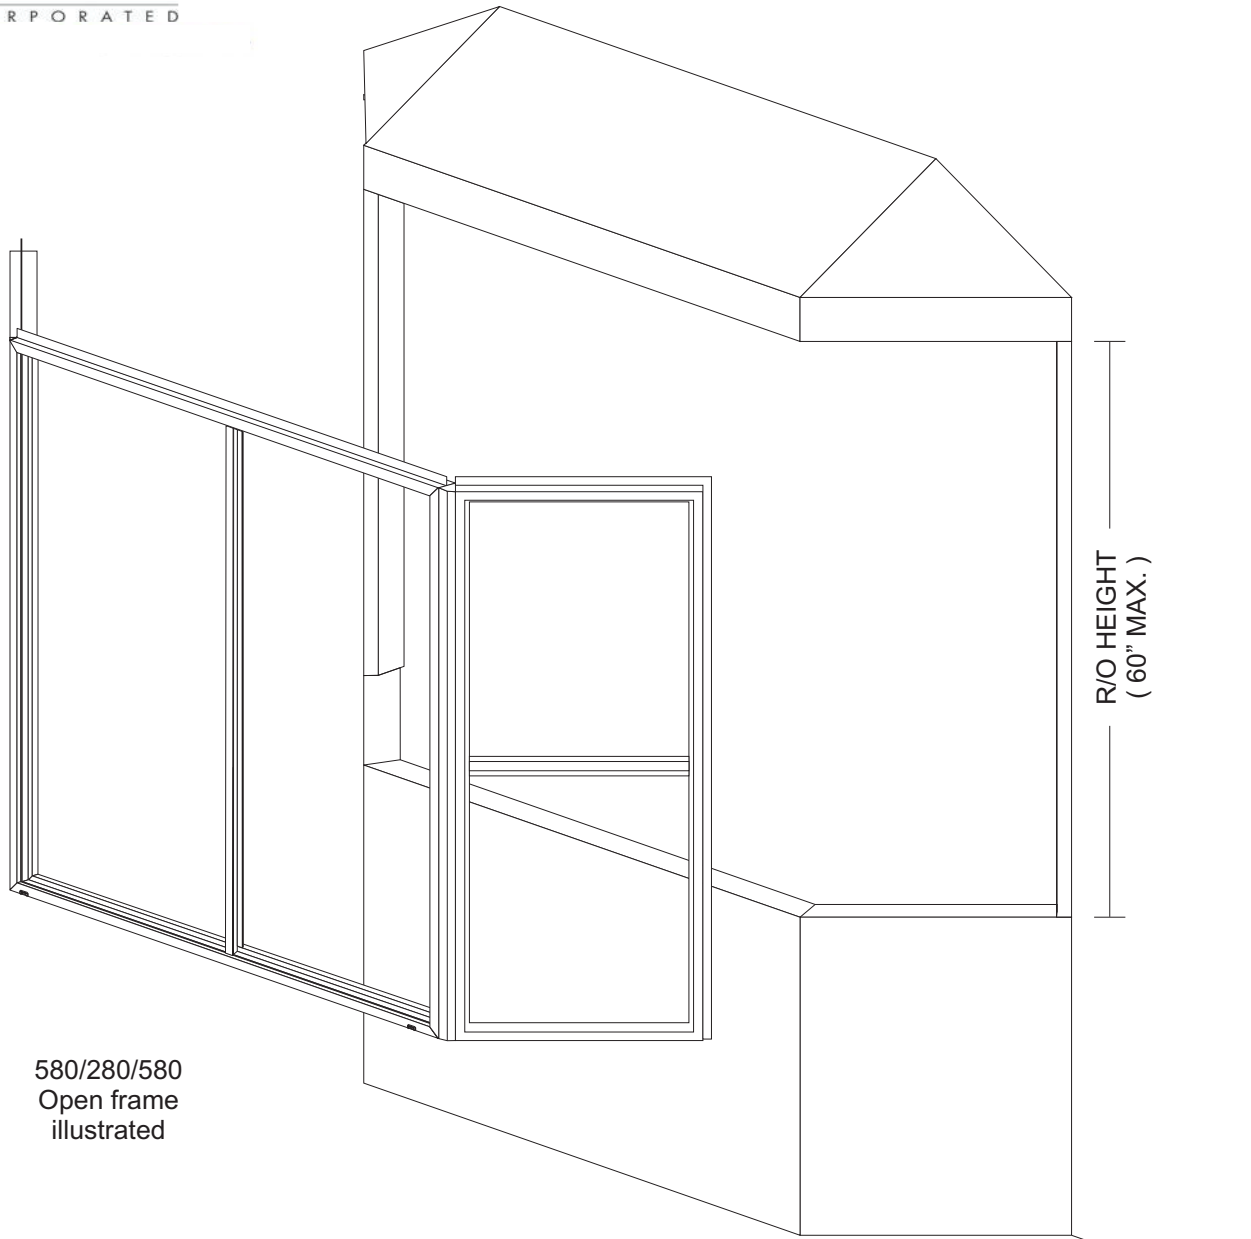 RPORATED
R/O HEIGHT
( 60” MAX. )
580/280/580
Open frame
illustrated